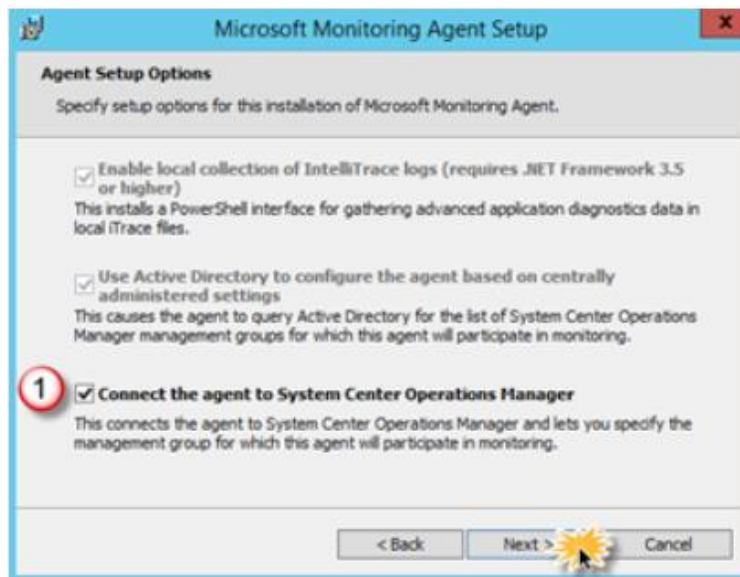 Microsoft Monitoring Agent Setup
x
Agent Setup Options
Specify setup options for this installation of Microsoft Monitoring Agent.
Enable local collection of IntelliTrace logs (requires .NET Framework 3.5
or higher)
This installs a PowerShell interface for gathering advanced application diagnostics data in
local iTrace files.
Use Active Directory to configure the agent based on centrally
administered settings
This causes the agent to query Active Directory for the list of System Center Operations
Manager management groups for which this agent will participate in monitoring.
1
Connect the agent to System Center Operations Manager
This connects the agent to System Center Operations Manager and lets you specify the
management group for which this agent will participate in monitoring.
< Back Next > Cancel